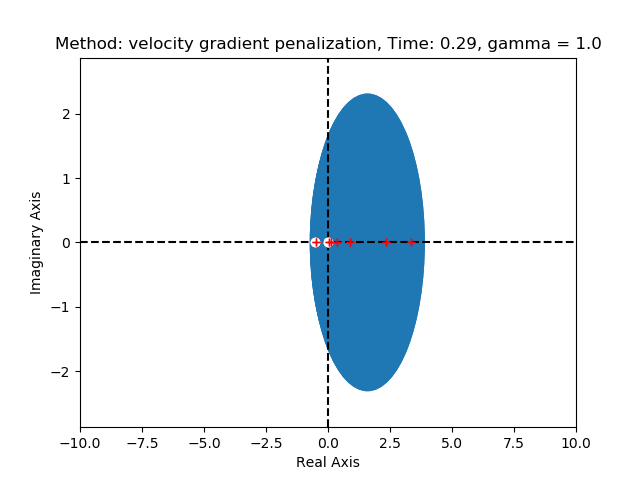 Method: velocity gradient penalization, Time: 0.29, gamma = 1.0
Imaginary Axis
2
1
0
−1
−2
−10.0 −7.5 −5.0 −2.5 0.0 2.5 5.0 7.5 10.0
Real Axis